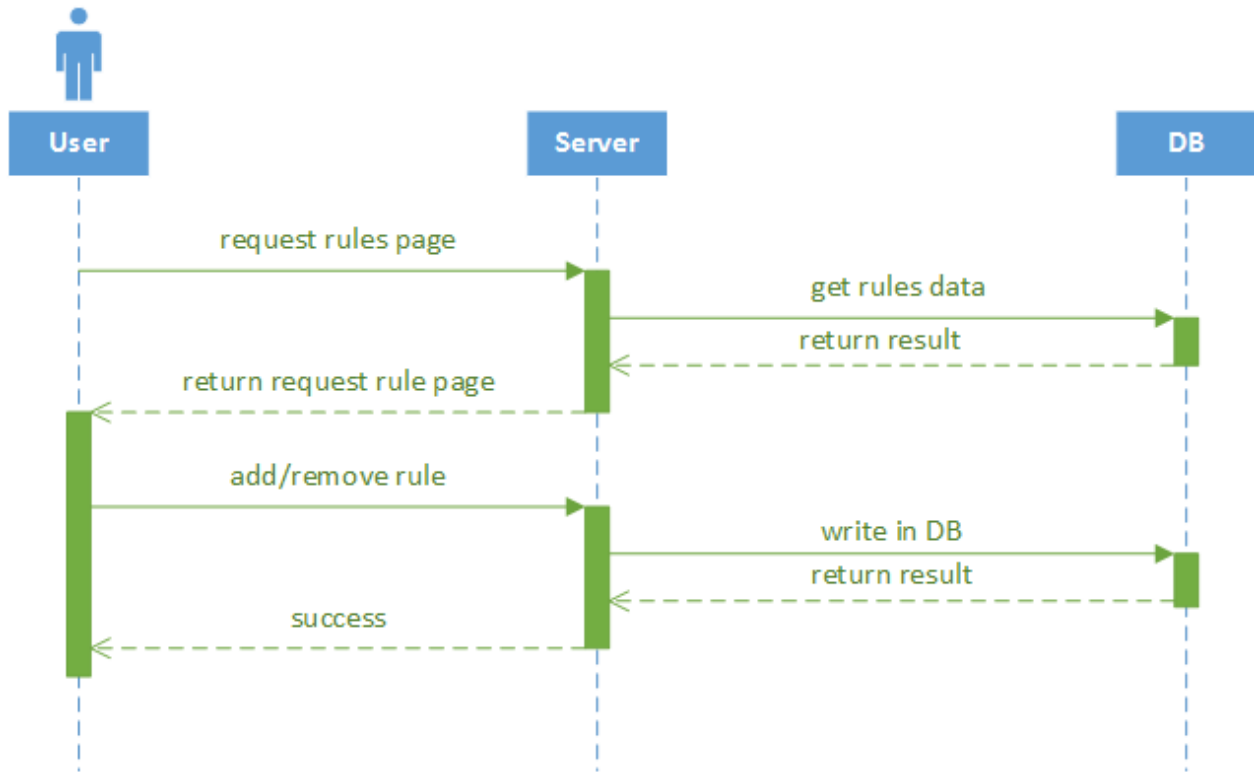 User
Server
DB
request rules page
get rules data
return result
return request rule page
add/remove rule
write in DB
return result
success